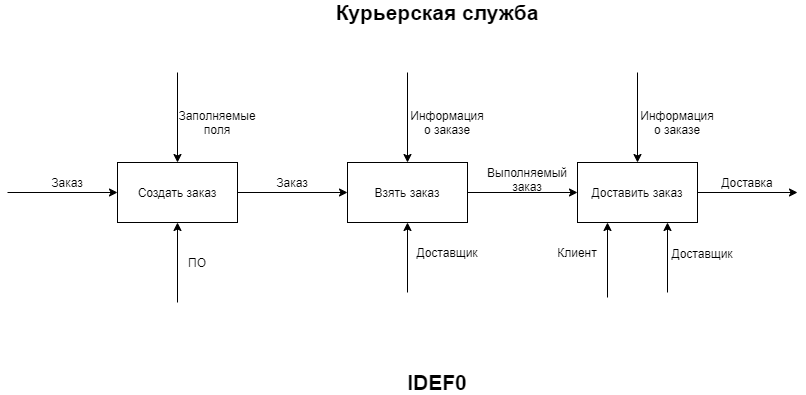 Курьерская служба
Заполняемые
поля
Информация
о заказе
Информация
о заказе
Заказ
Создать заказ
Заказ
Взять заказ
Выполняемый
заказ
Доставить заказ
Доставка
ПО
Доставщик
Клиент
Доставщик
IDEF0